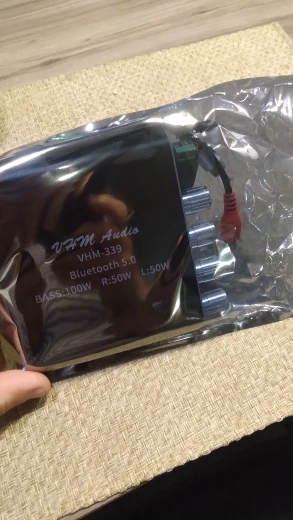 VHM Audio
VHM-339
Bluetooth 5.0
BASS:100W R:50W L:50W